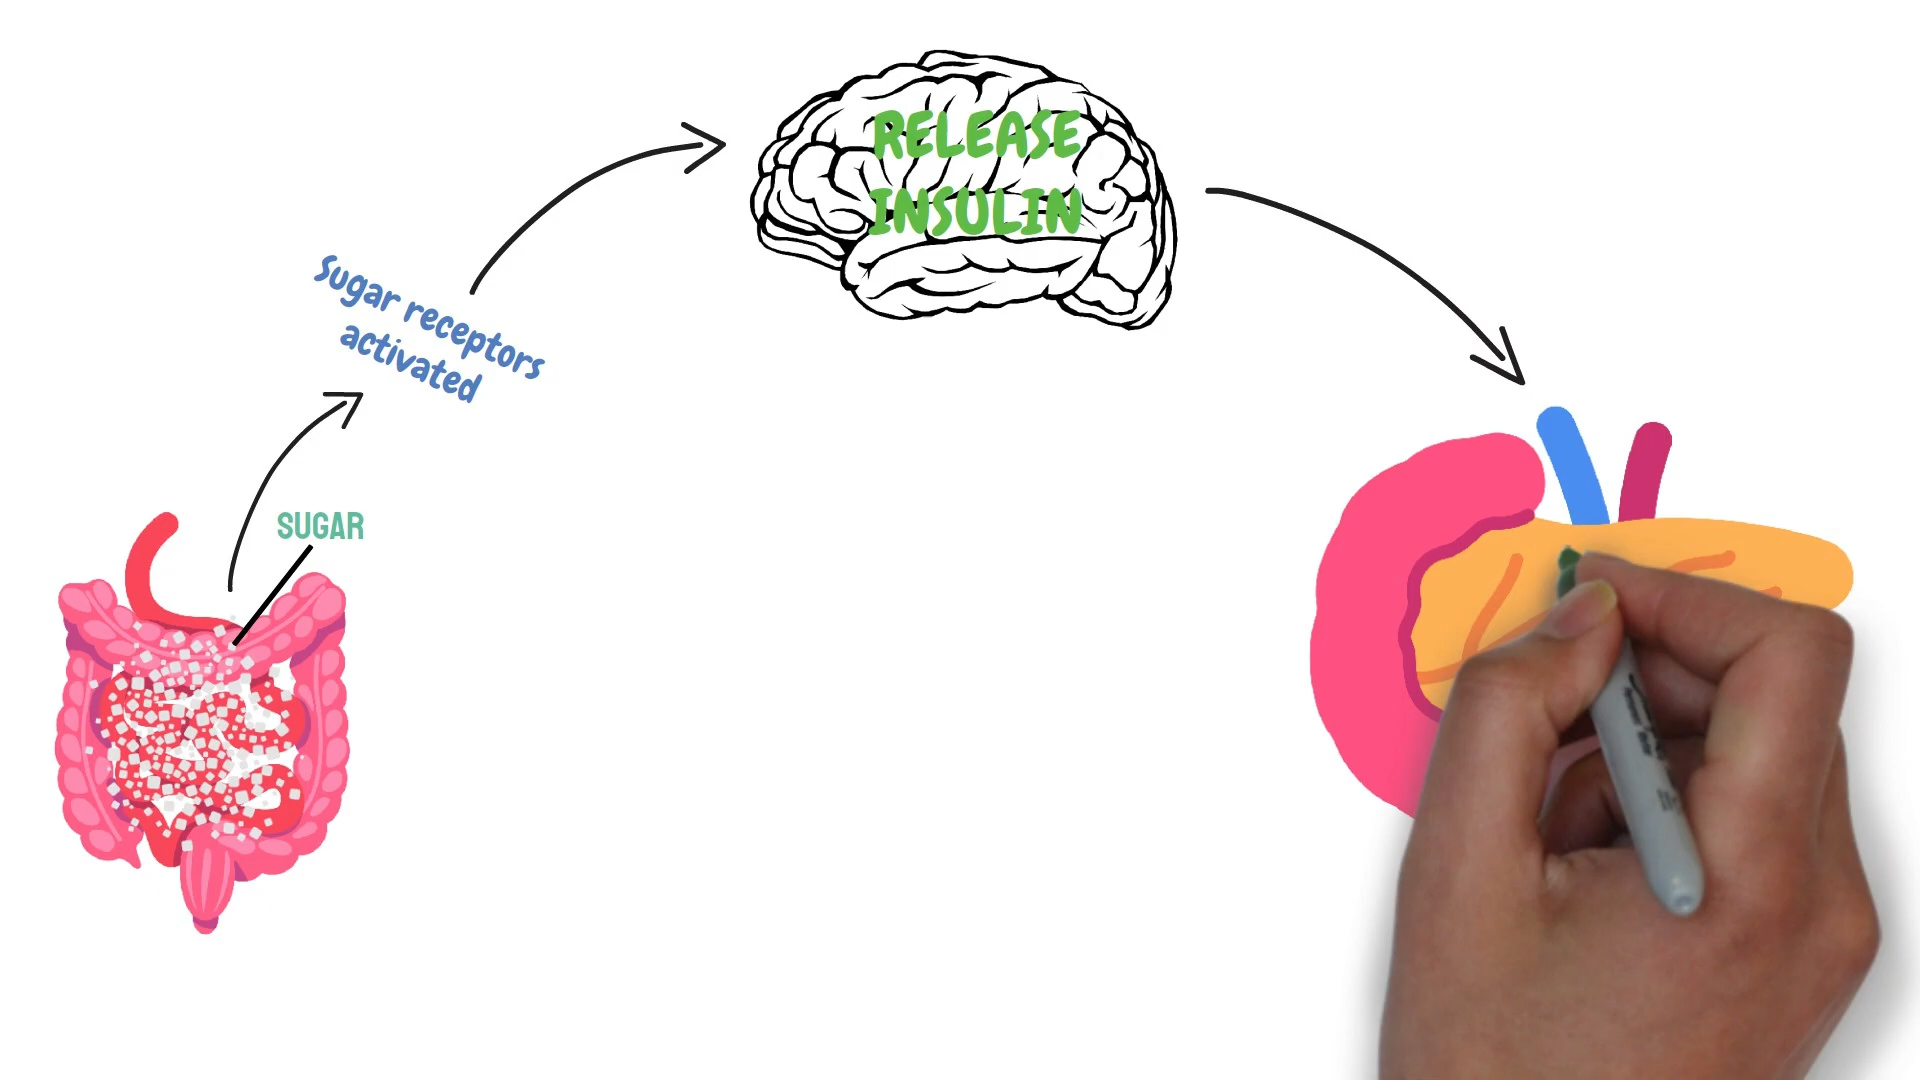 RELEASE
INSULIN
Sugar receptors
activated
SUGAR